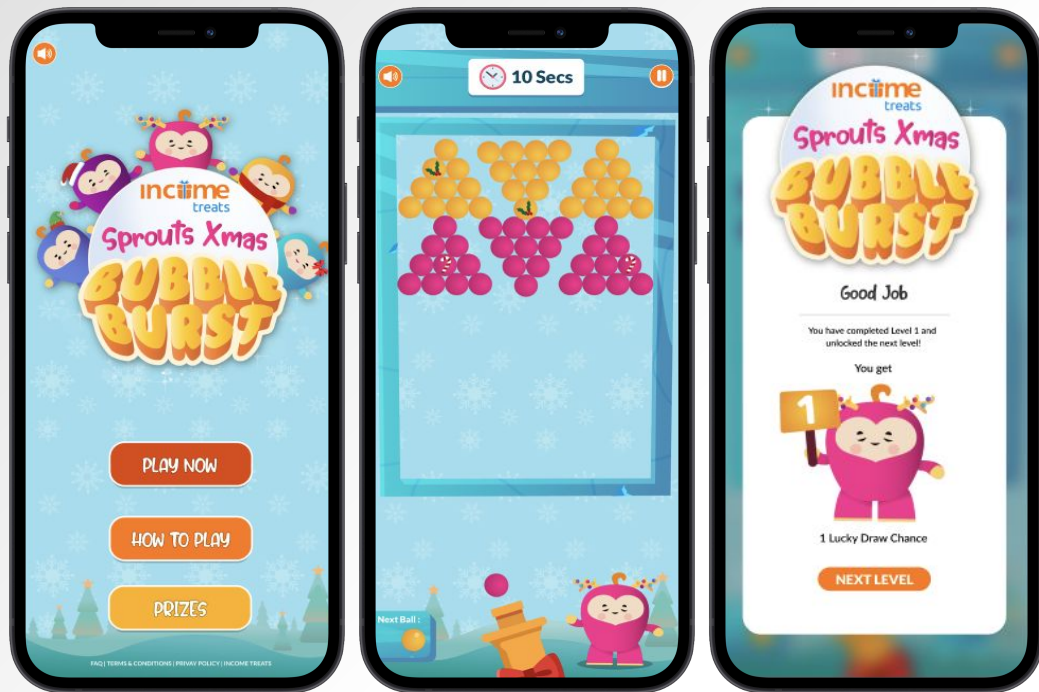 income
treats
Sprouts Xmas
BUBBLE
BURST
PLAY NOW
HOW TO PLAY
PRIZES
FAQ | TERMS & CONDITIONS | PRIVAY POLICY | INCOME TREATS
10 Secs
Next Ball :
income
treats
Sprouts Xmas
BUBBLE
BURST
Good Job
You have completed Level 1 and
unlocked the next level!
You get
1
1 Lucky Draw Chance
NEXT LEVEL